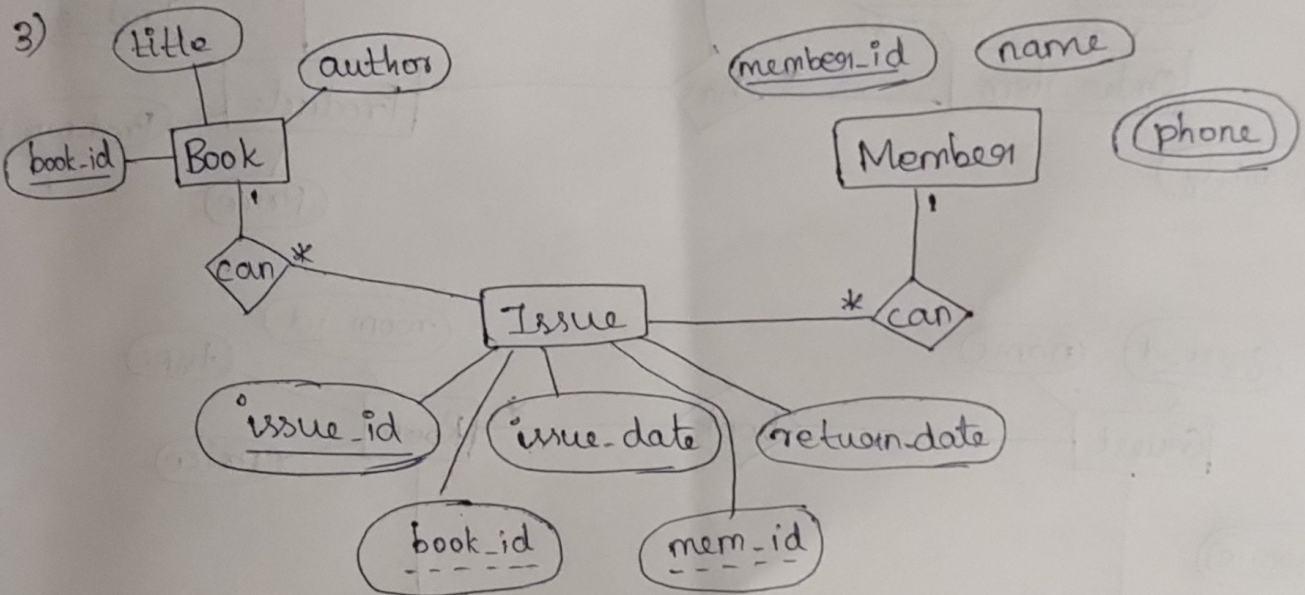 3)
title
author
member_id
name
book_id
Book
Member
phone
1
1
can
*
Issue
*
can
issue_id
issue_date
return_date
book_id
mem_id